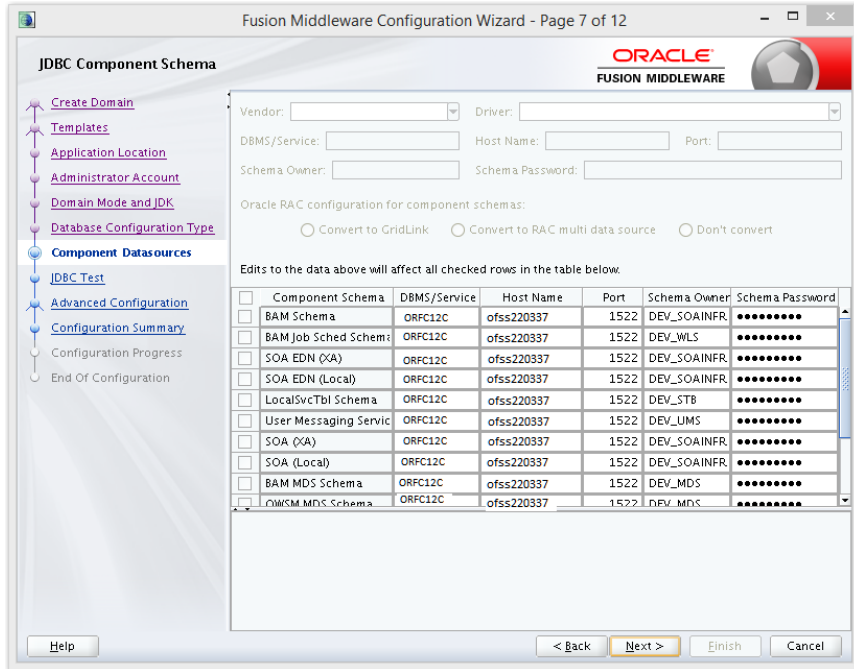 Fusion Middleware Configuration Wizard - Page 7 of 12
JDBC Component Schema
ORACLE
FUSION MIDDLEWARE
Create Domain
Templates
Application Location
Administrator Account
Domain Mode and JDK
Database Configuration Type
Component Datasources
JDBC Test
Advanced Configuration
Configuration Summary
Configuration Progress
End Of Configuration
Vendor: Driver:
DBMS/Service: Host Name: Port:
Schema Owner: Schema Password:
Oracle RAC configuration for component schemas:
Convert to GridLink Convert to RAC multi data source Don't convert
Edits to the data above will affect all checked rows in the table below.
Component Schema DBMS/Service Host Name Port Schema Owner Schema Password
BAM Schema ORFC12C ofss220337 1522 DEV_SOAINFR ●●●●●●●●●
BAM Job Sched Schema ORFC12C ofss220337 1522 DEV_WLS ●●●●●●●●●
SOA EDN (XA) ORFC12C ofss220337 1522 DEV_SOAINFR ●●●●●●●●●
SOA EDN (Local) ORFC12C ofss220337 1522 DEV_SOAINFR ●●●●●●●●●
LocalSvcTbl Schema ORFC12C ofss220337 1522 DEV_STB ●●●●●●●●●
User Messaging Servic ORFC12C ofss220337 1522 DEV_UMS ●●●●●●●●●
SOA (XA) ORFC12C ofss220337 1522 DEV_SOAINFR ●●●●●●●●●
SOA (Local) ORFC12C ofss220337 1522 DEV_SOAINFR ●●●●●●●●●
BAM MDS Schema ORFC12C ofss220337 1522 DEV_MDS ●●●●●●●●●
OWSM MDS Schema ORFC12C ofss220337 1522 DEV_MDS ●●●●●●●●●
Help < Back Next > Finish Cancel